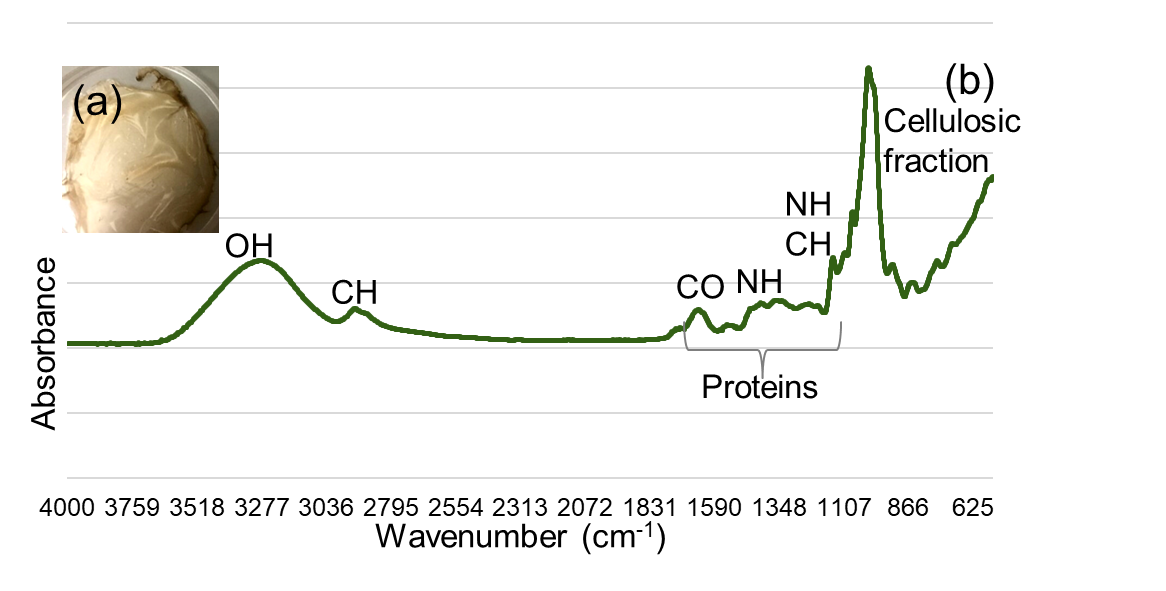 (a)
(b)
Cellulosic
fraction
NH
CH
OH
CH
CO
NH
Proteins
Absorbance
4000 3759 3518 3277 3036 2795 2554 2313 2072 1831 1590 1348 1107 866 625
Wavenumber (cm-1)